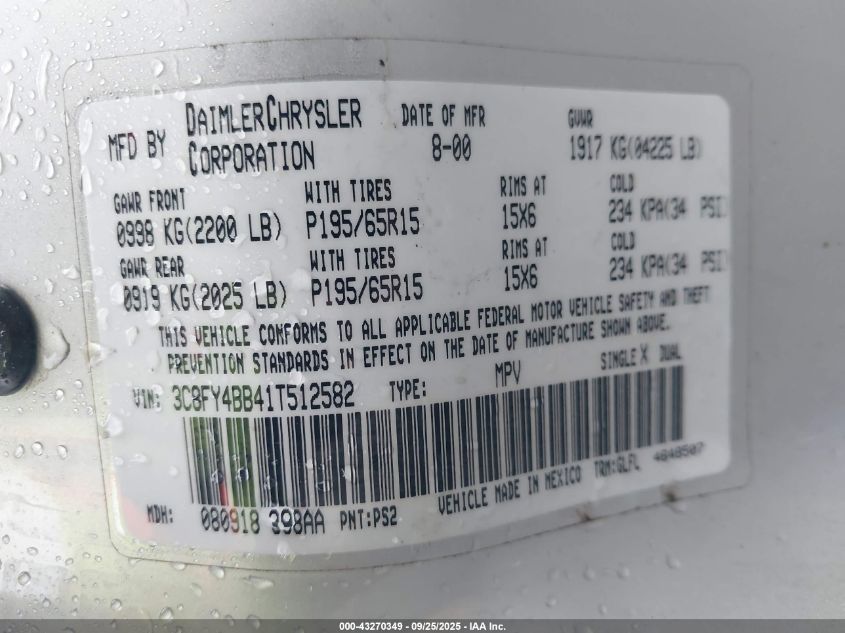 MFD BY DAIMLERCHRYSLER CORPORATION
DATE OF MFR
8-00
GVWR
1917 KG(04225 LB)
GAWR FRONT
0998 KG(2200 LB)
WITH TIRES
P195/65R15
RIMS AT
15X6
COLD
234 KPA(34 PSI)
GAWR REAR
0919 KG(2025 LB)
WITH TIRES
P195/65R15
RIMS AT
15X6
COLD
234 KPA(34 PSI)
THIS VEHICLE CONFORMS TO ALL APPLICABLE FEDERAL MOTOR VEHICLE SAFETY AND THEFT
PREVENTION STANDARDS IN EFFECT ON THE DATE OF MANUFACTURE SHOWN ABOVE.
VIN: 3C8FY4BB41T512582 TYPE: MPV SINGLE X DUAL
MDH: 080918 398AA PNT:PS2 VEHICLE MADE IN MEXICO TRM:GLFL 4848507
000-43270349 - 09/25/2025 - IAA Inc.